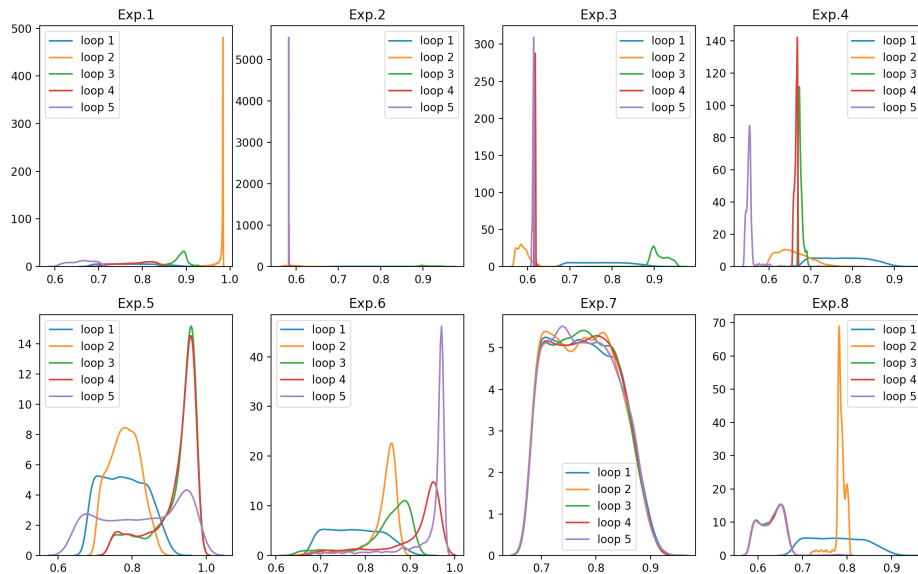 Exp.1
500
400
300
200
100
0
0.6 0.7 0.8 0.9 1.0
loop 1
loop 2
loop 3
loop 4
loop 5
Exp.2
5000
4000
3000
2000
1000
0
0.6 0.7 0.8 0.9
loop 1
loop 2
loop 3
loop 4
loop 5
Exp.3
300
250
200
150
100
50
0
0.6 0.7 0.8 0.9
loop 1
loop 2
loop 3
loop 4
loop 5
Exp.4
140
120
100
80
60
40
20
0
0.6 0.7 0.8 0.9
loop 1
loop 2
loop 3
loop 4
loop 5
Exp.5
14
12
10
8
6
4
2
0
0.6 0.8 1.0
loop 1
loop 2
loop 3
loop 4
loop 5
Exp.6
40
30
20
10
0
0.6 0.7 0.8 0.9 1.0
loop 1
loop 2
loop 3
loop 4
loop 5
Exp.7
5
4
3
2
1
0
0.7 0.8 0.9
loop 1
loop 2
loop 3
loop 4
loop 5
Exp.8
70
60
50
40
30
20
10
0
0.6 0.7 0.8 0.9
loop 1
loop 2
loop 3
loop 4
loop 5